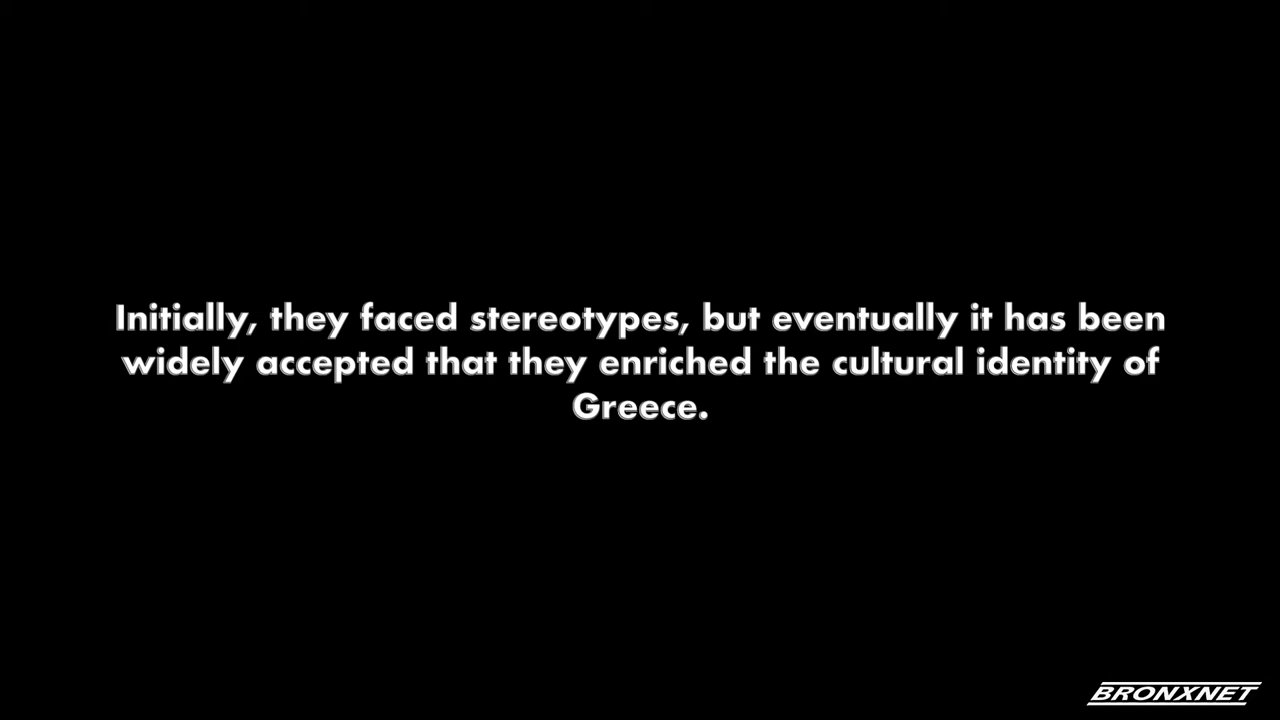 Initially, they faced stereotypes, but eventually it has been
widely accepted that they enriched the cultural identity of
Greece.
BRONXNET